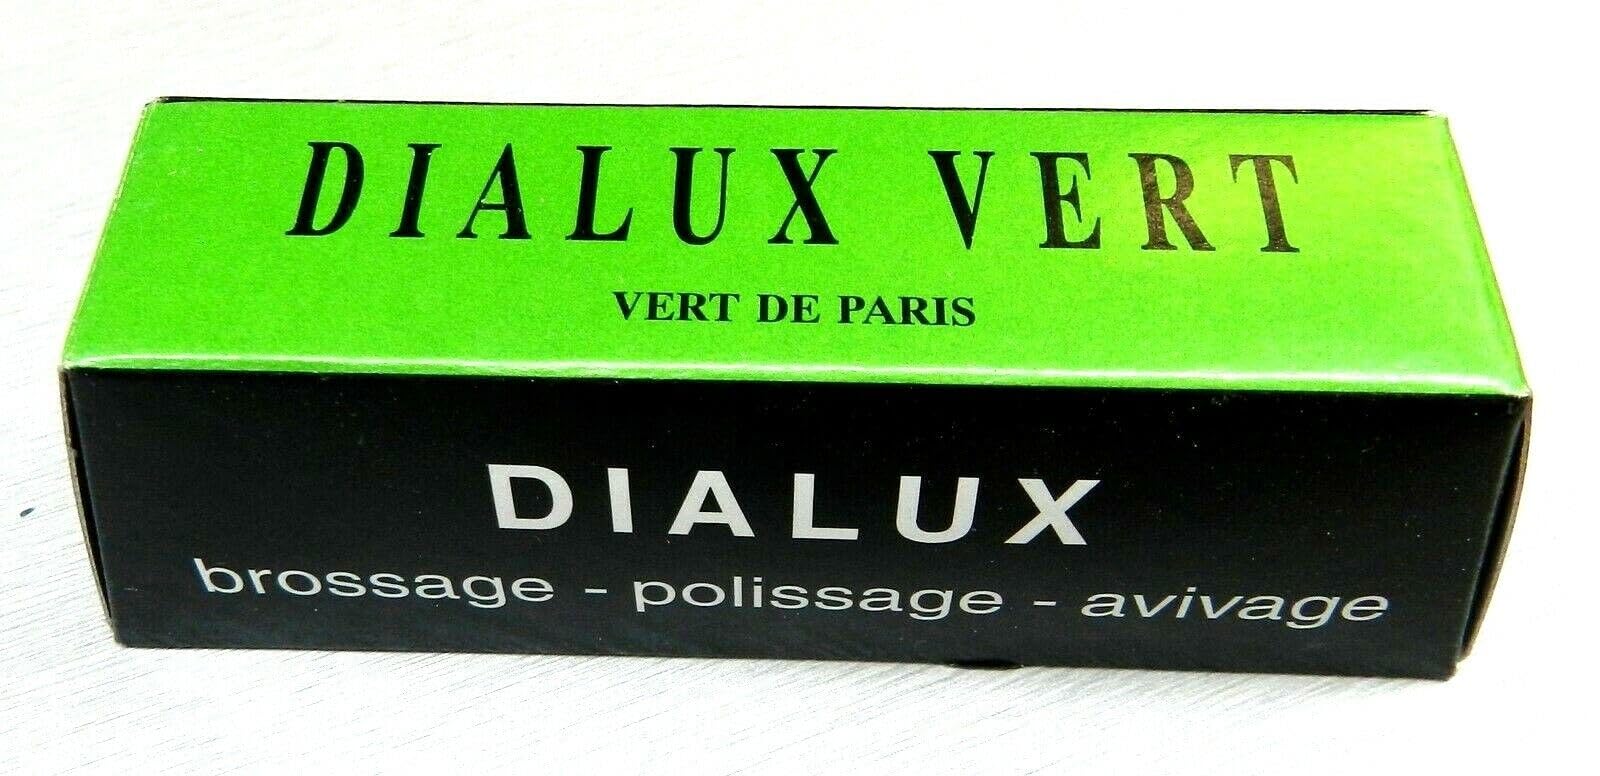 DIALUX VERT
VERT DE PARIS
DIALUX
brossage - polissage - avivage